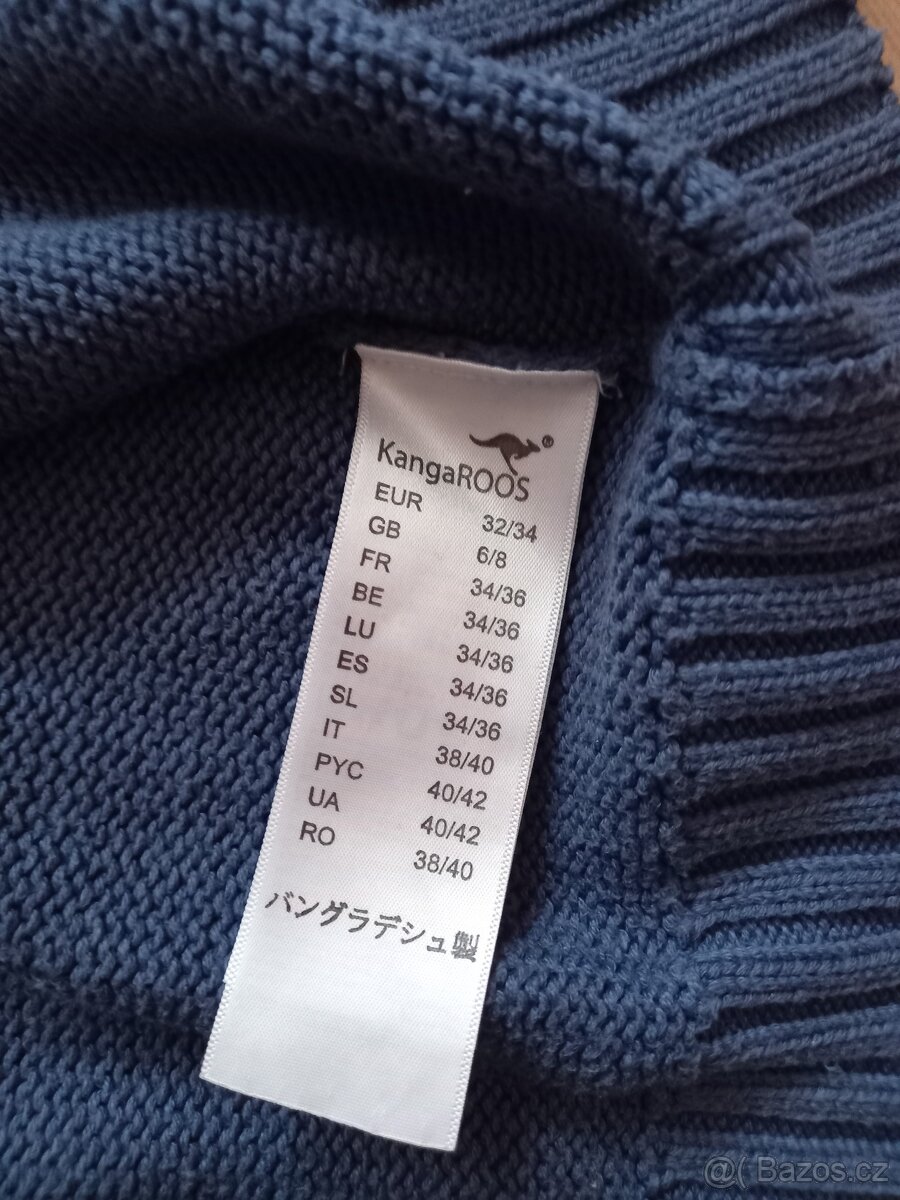 KangaROOS®
EUR 32/34
GB 6/8
FR 34/36
BE 34/36
LU 34/36
ES 34/36
SL 34/36
IT 38/40
РУС 40/42
UA 40/42
RO 38/40
バングラデシュ製
@( Bazos.cz